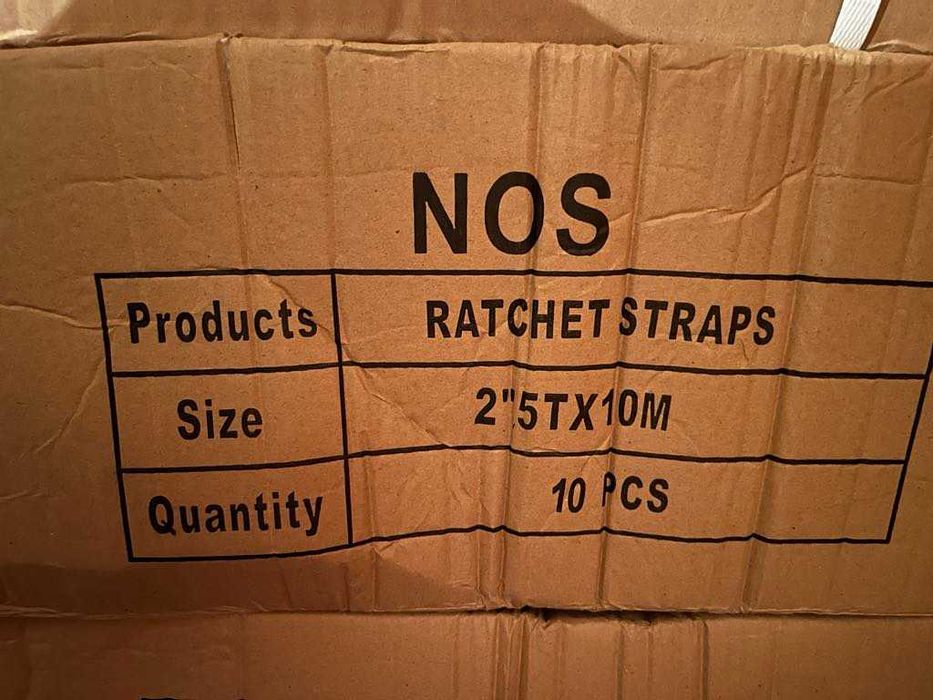 NOS
Products RATCHET STRAPS
Size 2"5TX10M
Quantity 10 PCS